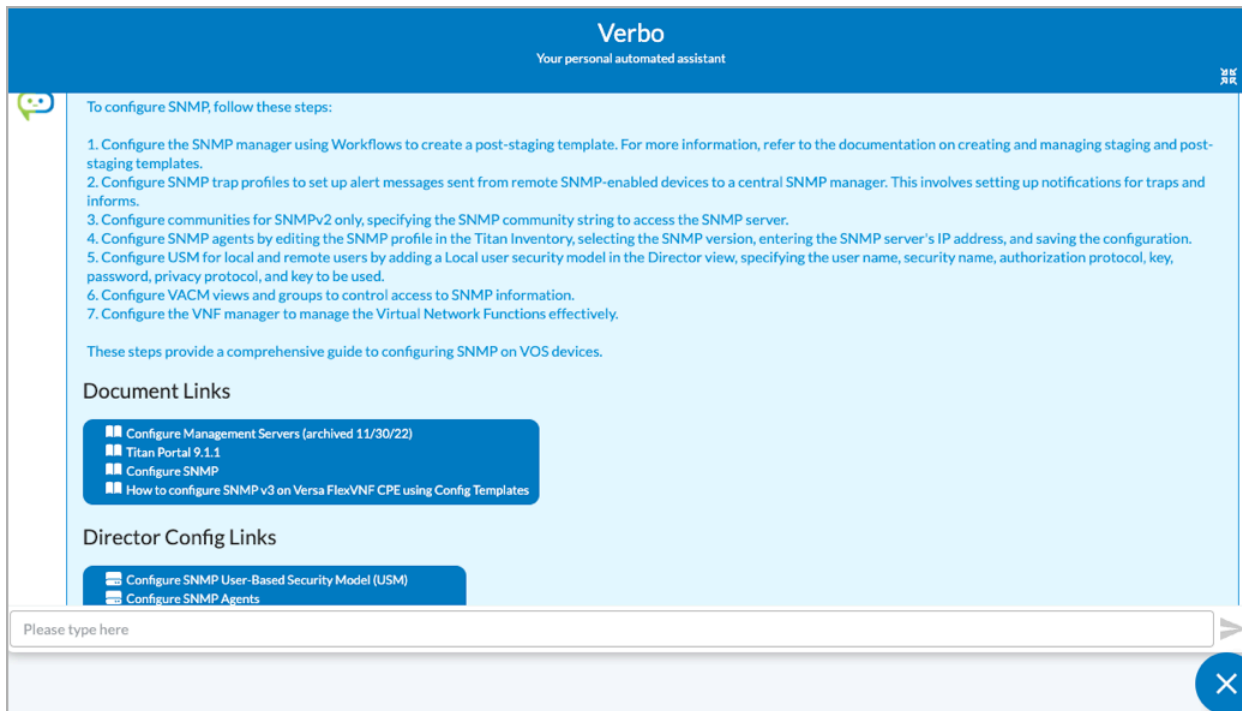 Verbo
Your personal automated assistant
To configure SNMP, follow these steps:
1. Configure the SNMP manager using Workflows to create a post-staging template. For more information, refer to the documentation on creating and managing staging and post-
staging templates.
2. Configure SNMP trap profiles to set up alert messages sent from remote SNMP-enabled devices to a central SNMP manager. This involves setting up notifications for traps and
informs.
3. Configure communities for SNMPv2 only, specifying the SNMP community string to access the SNMP server.
4. Configure SNMP agents by editing the SNMP profile in the Titan Inventory, selecting the SNMP version, entering the SNMP server's IP address, and saving the configuration.
5. Configure USM for local and remote users by adding a Local user security model in the Director view, specifying the user name, security name, authorization protocol, key,
password, privacy protocol, and key to be used.
6. Configure VACM views and groups to control access to SNMP information.
7. Configure the VNF manager to manage the Virtual Network Functions effectively.
These steps provide a comprehensive guide to configuring SNMP on VOS devices.
Document Links
Configure Management Servers (archived 11/30/22)
Titan Portal 9.1.1
Configure SNMP
How to configure SNMP v3 on Versa FlexVNF CPE using Config Templates
Director Config Links
Configure SNMP User-Based Security Model (USM)
Configure SNMP Agents
Please type here